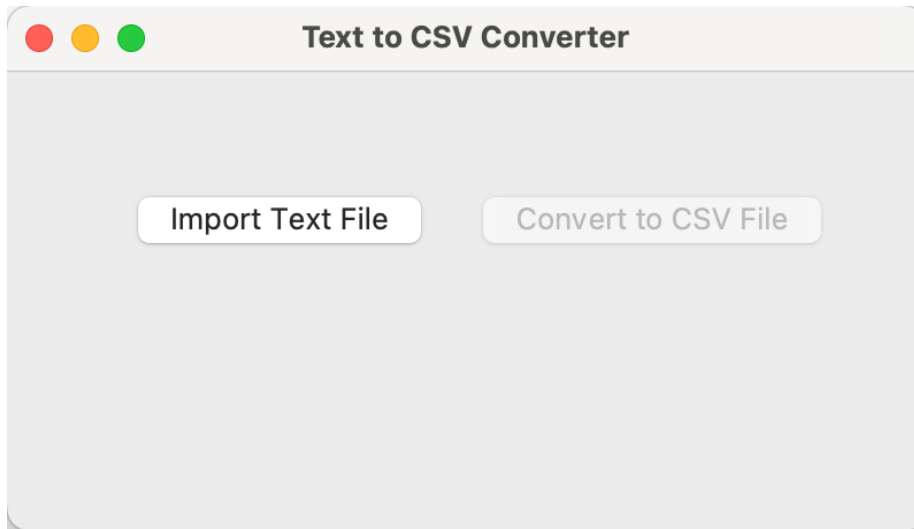 Text to CSV Converter
Import Text File
Convert to CSV File